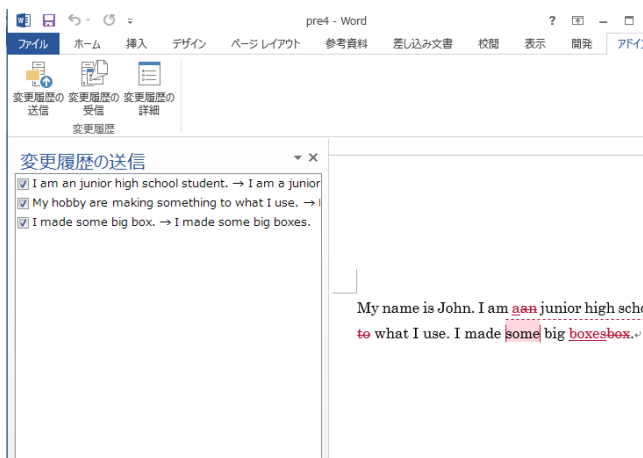 pre4 - Word
ファイル ホーム 挿入 デザイン ページ レイアウト 参考資料 差し込み文書 校閲 表示 開発 アドイ
変更履歴の送信 変更履歴の受信 変更履歴の詳細
変更履歴
変更履歴の送信
I am an junior high school student. → I am a junior
My hobby are making something to what I use. →
I made some big box. → I made some big boxes.
My name is John. I am aan junior high scho
to what I use. I made some big boxesbox.